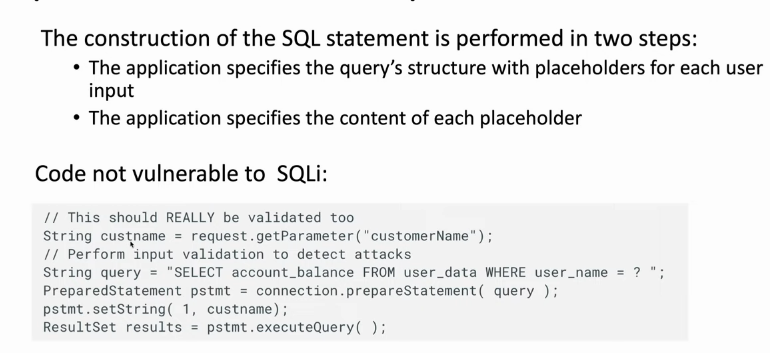 The construction of the SQL statement is performed in two steps:
• The application specifies the query's structure with placeholders for each user
input
• The application specifies the content of each placeholder
Code not vulnerable to SQLi:
// This should REALLY be validated too
String custname = request.getParameter("customerName");
// Perform input validation to detect attacks
String query = "SELECT account_balance FROM user_data WHERE user_name = ? ";
PreparedStatement pstmt = connection.prepareStatement( query );
pstmt.setString( 1, custname);
ResultSet results = pstmt.executeQuery( );